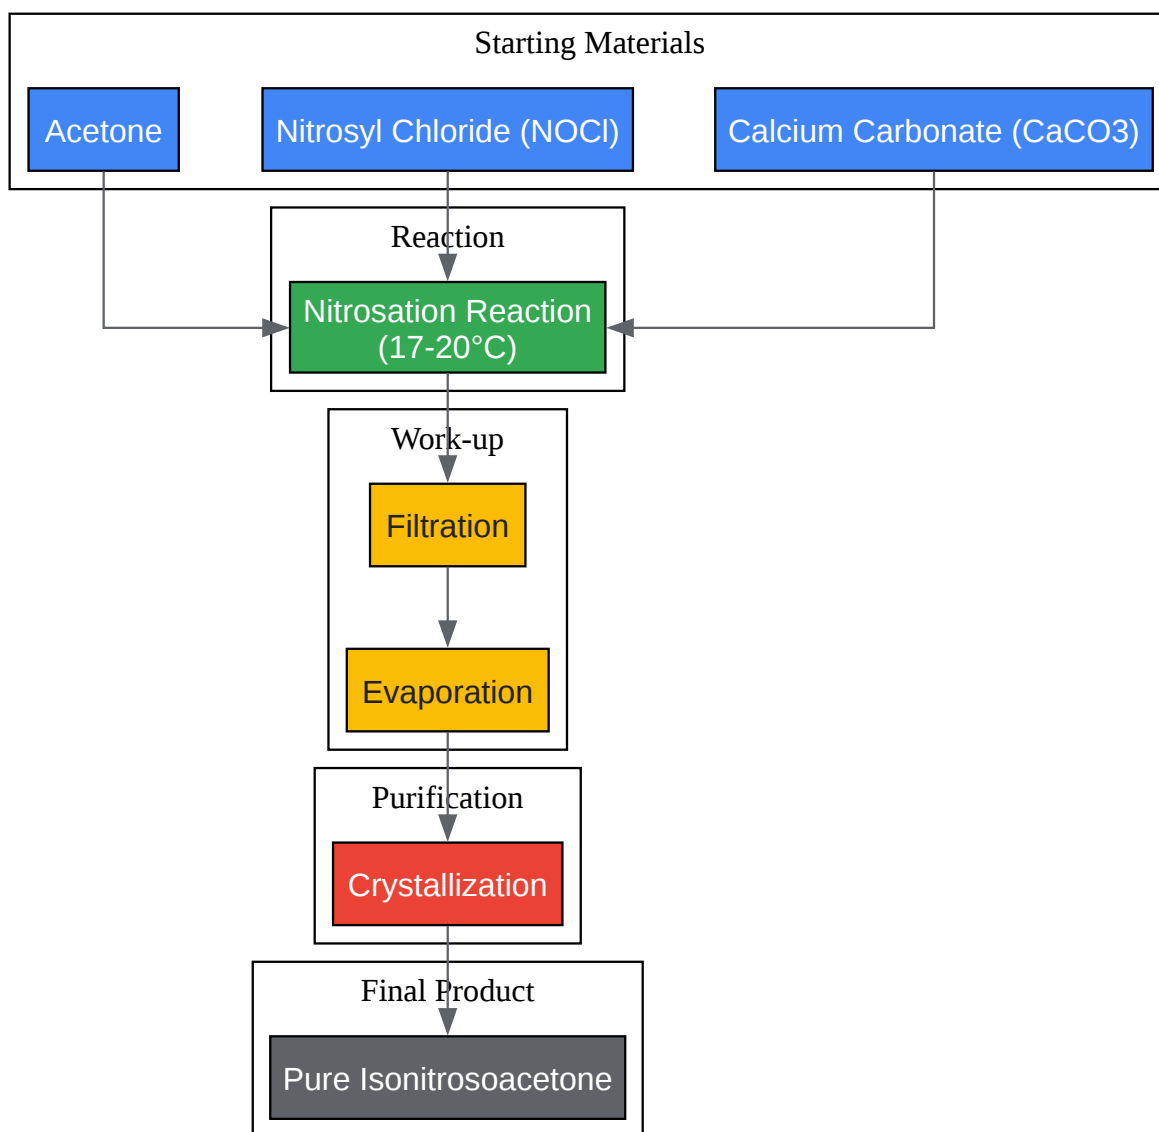 Starting Materials
Acetone
Nitrosyl Chloride (NOCl)
Calcium Carbonate (CaCO3)
Reaction
Nitrosation Reaction
(17-20°C)
Work-up
Filtration
Evaporation
Purification
Crystallization
Final Product
Pure Isonitrosoacetone